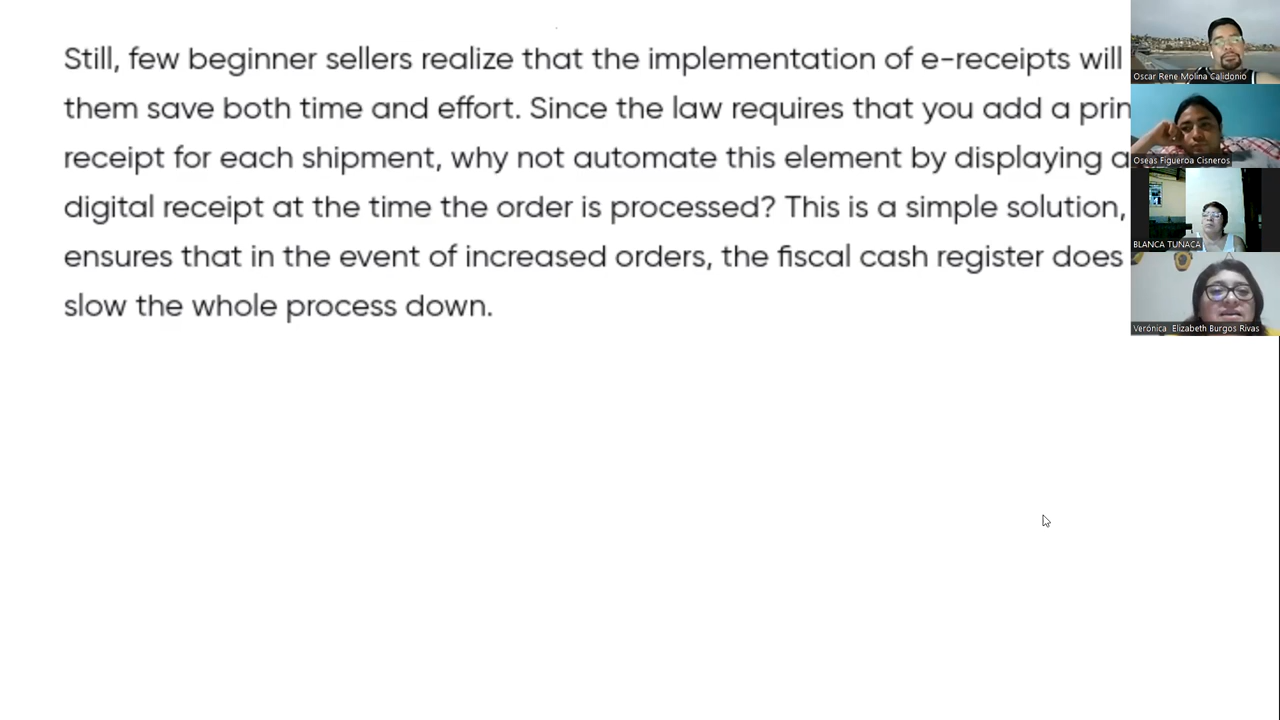 Still, few beginner sellers realize that the implementation of e-receipts will
them save both time and effort. Since the law requires that you add a prin
receipt for each shipment, why not automate this element by displaying a
digital receipt at the time the order is processed? This is a simple solution,
ensures that in the event of increased orders, the fiscal cash register does
slow the whole process down.
Oscar Rene Molina Calidonio
Oseas Figueroa Cisneros
BLANCA TUNACA
Verónica Elizabeth Burgos Rivas